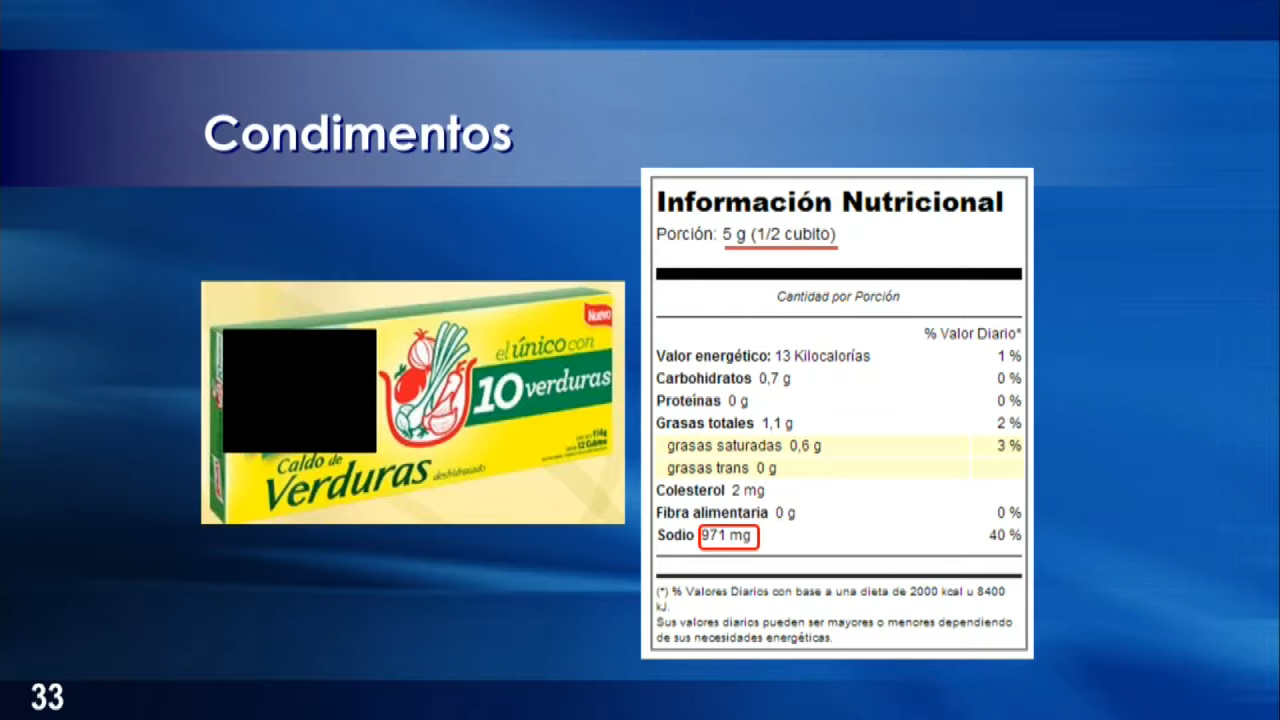 Condimentos
Nuevo
el único con
10 verduras
12 Cubitos
Caldo de
Verduras deshidratado
Información Nutricional
Porción: 5 g (1/2 cubito)
Cantidad por Porción
% Valor Diario*
Valor energético: 13 Kilocalorías 1 %
Carbohidratos 0,7 g 0 %
Proteínas 0 g 0 %
Grasas totales 1,1 g 2 %
grasas saturadas 0,6 g 3 %
grasas trans 0 g
Colesterol 2 mg
Fibra alimentaria 0 g 0 %
Sodio 971 mg 40 %
(*) % Valores Diarios con base a una dieta de 2000 kcal u 8400
kJ.
Sus valores diarios pueden ser mayores o menores dependiendo
de sus necesidades energéticas.
33